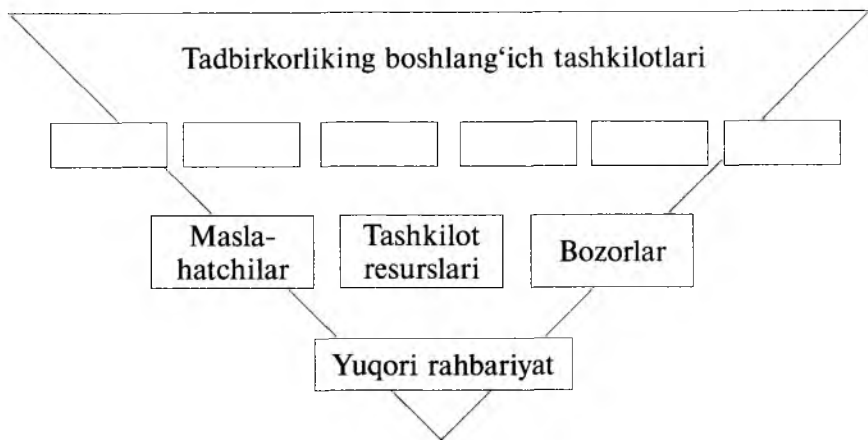 Tadbirkorliking boshlang‘ich tashkilotlari
Masla-
hatchilar
Tashkilot
resurslari
Bozorlar
Yuqori rahbariyat